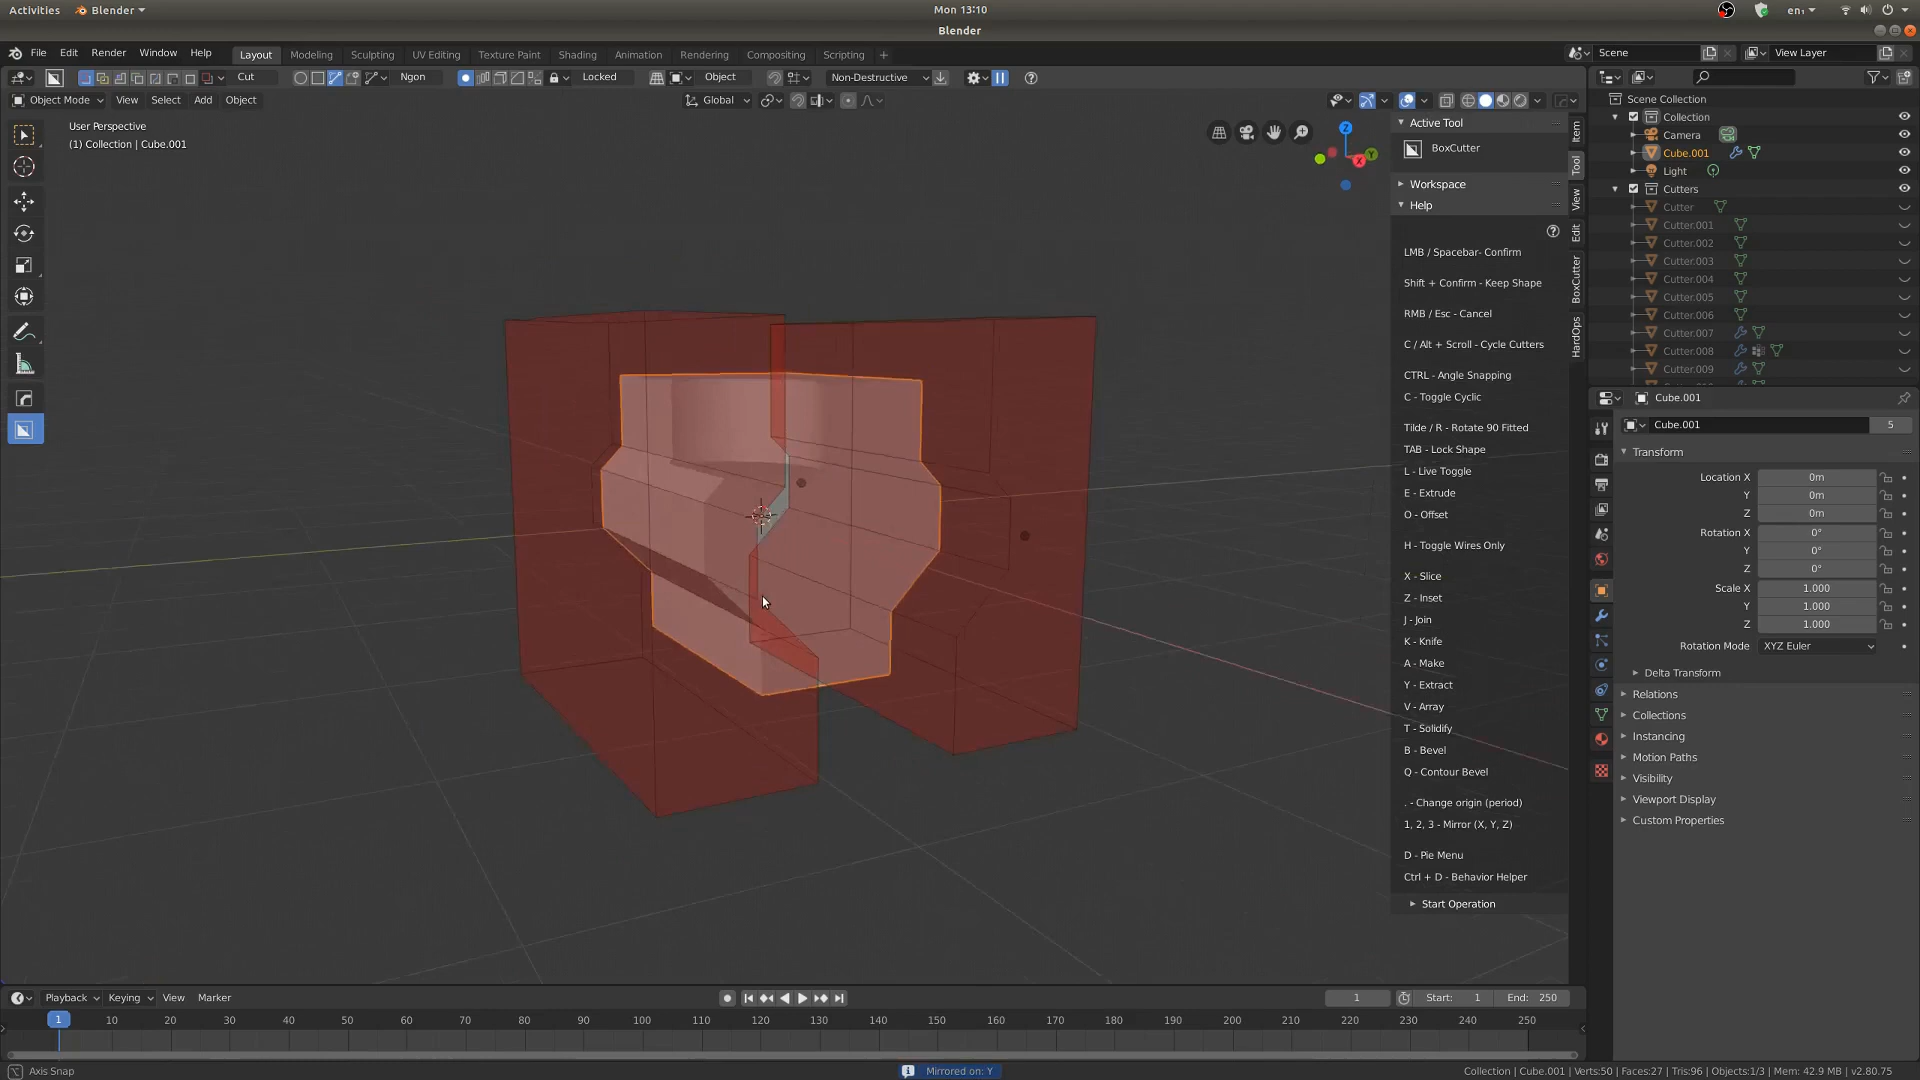 Activities Blender Mon 13:10 en₁
Blender
File Edit Render Window Help Layout Modeling Sculpting UV Editing Texture Paint Shading Animation Rendering Compositing Scripting + Scene View Layer
Cut Ngon Locked Object Non-Destructive
Object Mode View Select Add Object Global
User Perspective
(1) Collection | Cube.001
Z
Y
X
Active Tool
BoxCutter
Workspace
Help
LMB / Spacebar- Confirm
Shift + Confirm - Keep Shape
RMB / Esc - Cancel
C / Alt + Scroll - Cycle Cutters
CTRL - Angle Snapping
C - Toggle Cyclic
Tilde / R - Rotate 90 Fitted
TAB - Lock Shape
L - Live Toggle
E - Extrude
O - Offset
H - Toggle Wires Only
X - Slice
Z - Inset
J - Join
K - Knife
A - Make
Y - Extract
V - Array
T - Solidify
B - Bevel
Q - Contour Bevel
. - Change origin (period)
1, 2, 3 - Mirror (X, Y, Z)
D - Pie Menu
Ctrl + D - Behavior Helper
Start Operation
Item
Tool
View
Edit
BoxCutter
HardOps
Scene Collection
Collection
Camera
Cube.001
Light
Cutters
Cutter
Cutter.001
Cutter.002
Cutter.003
Cutter.004
Cutter.005
Cutter.006
Cutter.007
Cutter.008
Cutter.009
Cube.001
Cube.001 5
Transform
Location X 0m
Y 0m
Z 0m
Rotation X 0°
Y 0°
Z 0°
Scale X 1.000
Y 1.000
Z 1.000
Rotation Mode XYZ Euler
Delta Transform
Relations
Collections
Instancing
Motion Paths
Visibility
Viewport Display
Custom Properties
Playback Keying View Marker 1 Start: 1 End: 250
1 10 20 30 40 50 60 70 80 90 100 110 120 130 140 150 160 170 180 190 200 210 220 230 240 250
Axis Snap Mirrored on: Y Collection | Cube.001 | Verts:50 | Faces:27 | Tris:96 | Objects:1/3 | Mem: 42.9 MB | v2.80.75